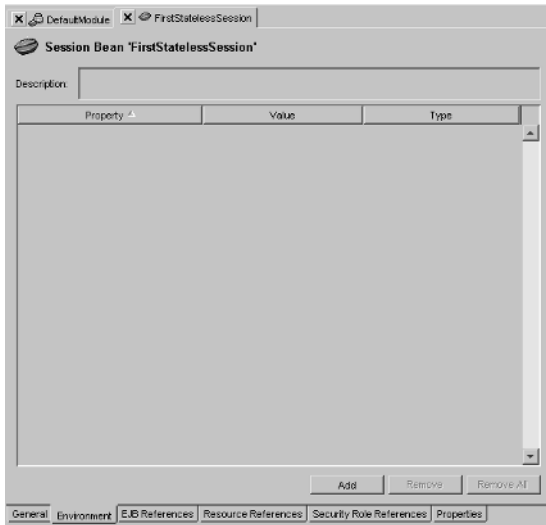 DefaultModule FirstStatelessSession
Session Bean "FirstStatelessSession"
Description:
Property Value Type
Add Remove Remove All
General Environment EJB References Resource References Security Role References Properties